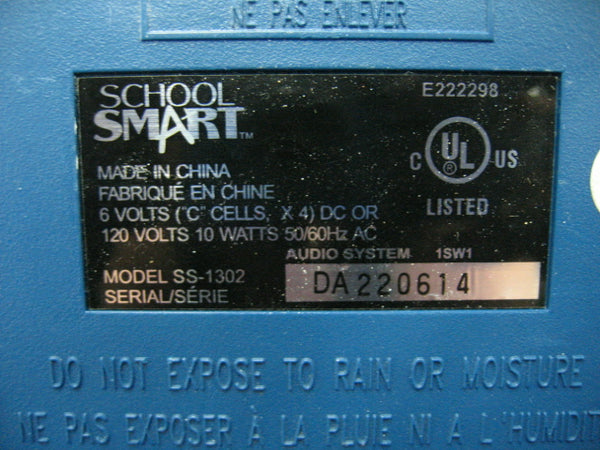 NE PAS ENLEVER
SCHOOL
SMART™
E222298
C UL® US
LISTED
MADE IN CHINA
FABRIQUÉ EN CHINE
6 VOLTS ("C" CELLS, X 4) DC OR
120 VOLTS 10 WATTS 50/60Hz AC
AUDIO SYSTEM 1SW1
MODEL SS-1302
SERIAL/SÉRIE DA220614
DO NOT EXPOSE TO RAIN OR MOISTURE
NE PAS EXPOSER À LA PLUIE NI A L'HUMIDIT